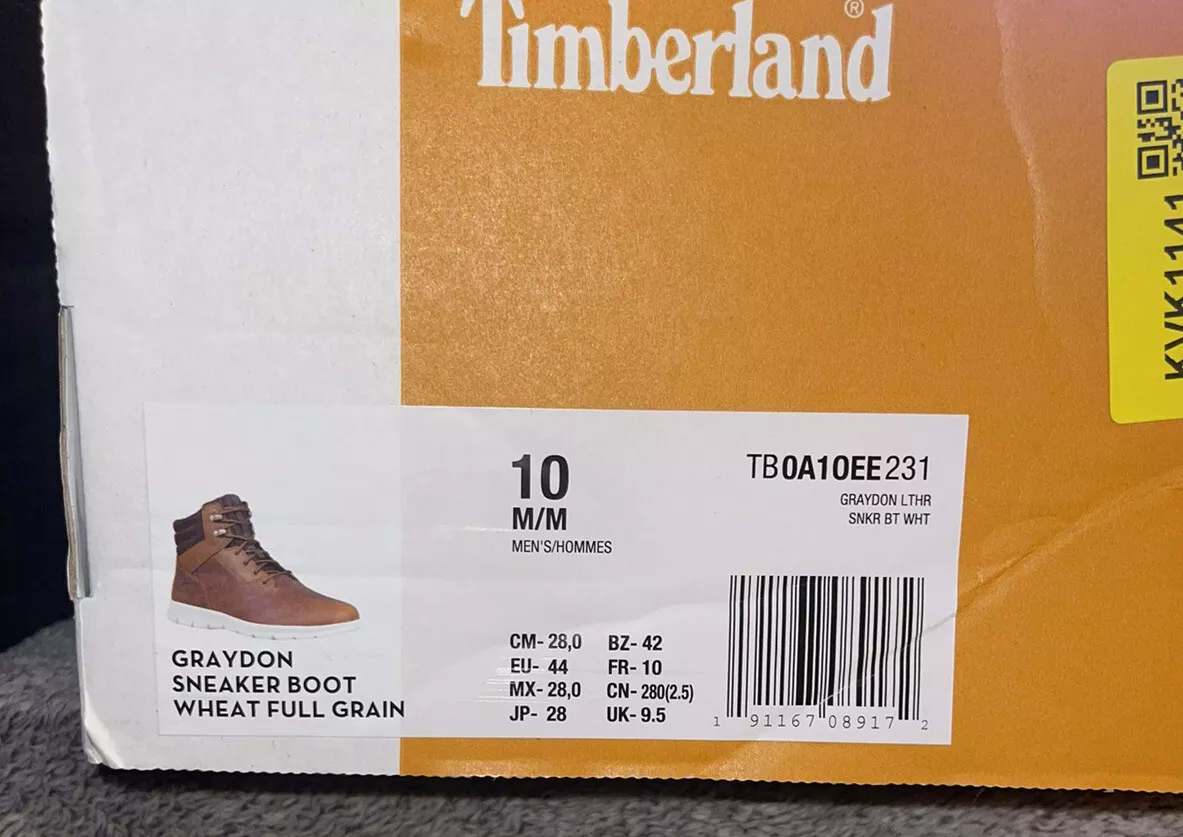 Timberland®
KVK1141
10
M/M
MEN'S/HOMMES
TB0A1OEE231
GRAYDON LTHR
SNKR BT WHT
GRAYDON
SNEAKER BOOT
WHEAT FULL GRAIN
CM- 28,0 BZ- 42
EU- 44 FR- 10
MX- 28,0 CN- 280(2.5)
JP- 28 UK- 9.5
1 91167 08917 2